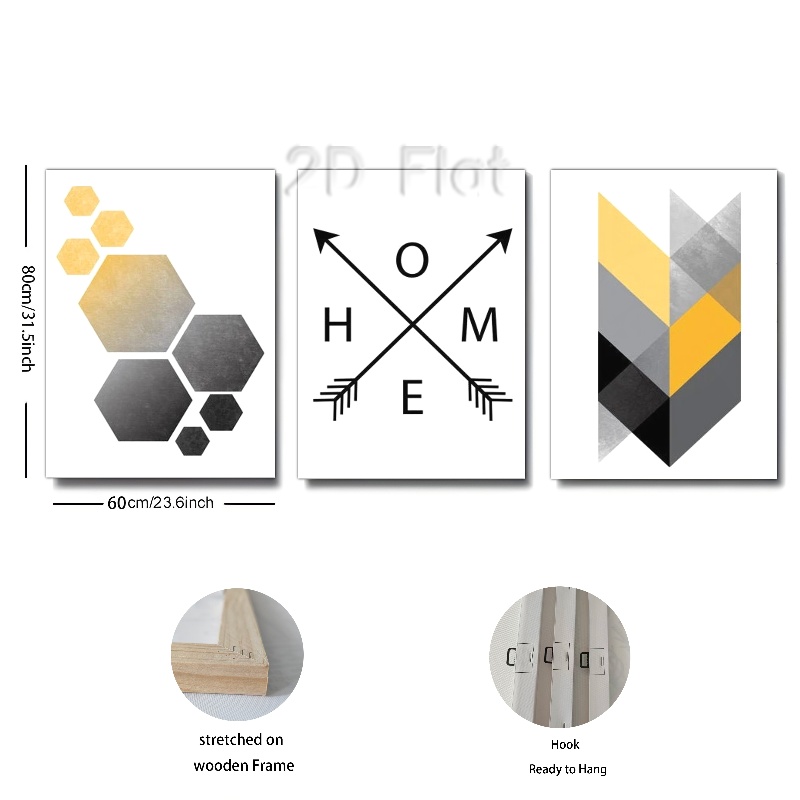 2D Flat
80cm/31.5inch
O
H M
E
60cm/23.6inch
stretched on
wooden Frame
Hook
Ready to Hang